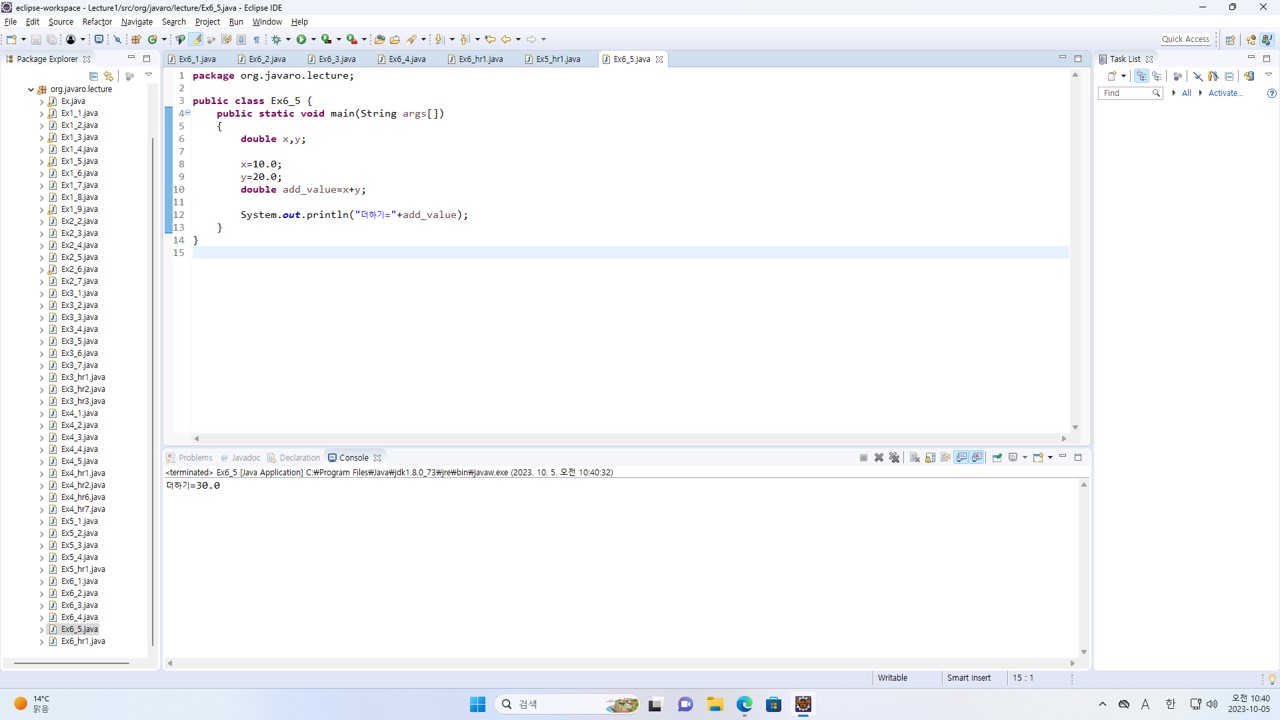 eclipse-workspace - Lecture1/src/org/javaro/lecture/Ex6_5.java - Eclipse IDE
File Edit Source Refactor Navigate Search Project Run Window Help
Quick Access
Package Explorer
org.javaro.lecture
Ex.java
Ex1_1.java
Ex1_2.java
Ex1_3.java
Ex1_4.java
Ex1_5.java
Ex1_6.java
Ex1_7.java
Ex1_8.java
Ex1_9.java
Ex2_2.java
Ex2_3.java
Ex2_4.java
Ex2_5.java
Ex2_6.java
Ex2_7.java
Ex3_1.java
Ex3_2.java
Ex3_3.java
Ex3_4.java
Ex3_5.java
Ex3_6.java
Ex3_7.java
Ex3_hr1.java
Ex3_hr2.java
Ex3_hr3.java
Ex4_1.java
Ex4_2.java
Ex4_3.java
Ex4_4.java
Ex4_5.java
Ex4_hr1.java
Ex4_hr2.java
Ex4_hr6.java
Ex4_hr7.java
Ex5_1.java
Ex5_2.java
Ex5_3.java
Ex5_4.java
Ex5_hr1.java
Ex6_1.java
Ex6_2.java
Ex6_3.java
Ex6_4.java
Ex6_5.java
Ex6_hr1.java
Ex6_1.java Ex6_2.java Ex6_3.java Ex6_4.java Ex6_hr1.java Ex5_hr1.java Ex6_5.java
1 package org.javaro.lecture;
2
3 public class Ex6_5 {
4 public static void main(String args[])
5 {
6 double x,y;
7
8 x=10.0;
9 y=20.0;
10 double add_value=x+y;
11
12 System.out.println("더하기="+add_value);
13 }
14 }
15
Problems Javadoc Declaration Console
<terminated> Ex6_5 [Java Application] C:₩Program Files₩Java₩jdk1.8.0_73₩jre₩bin₩javaw.exe (2023. 10. 5. 오전 10:40:32)
더하기=30.0
Task List
Find All Activate...
Writable Smart Insert 15 : 1
14°C
맑음
검색
A 한
오전 10:40
2023-10-05